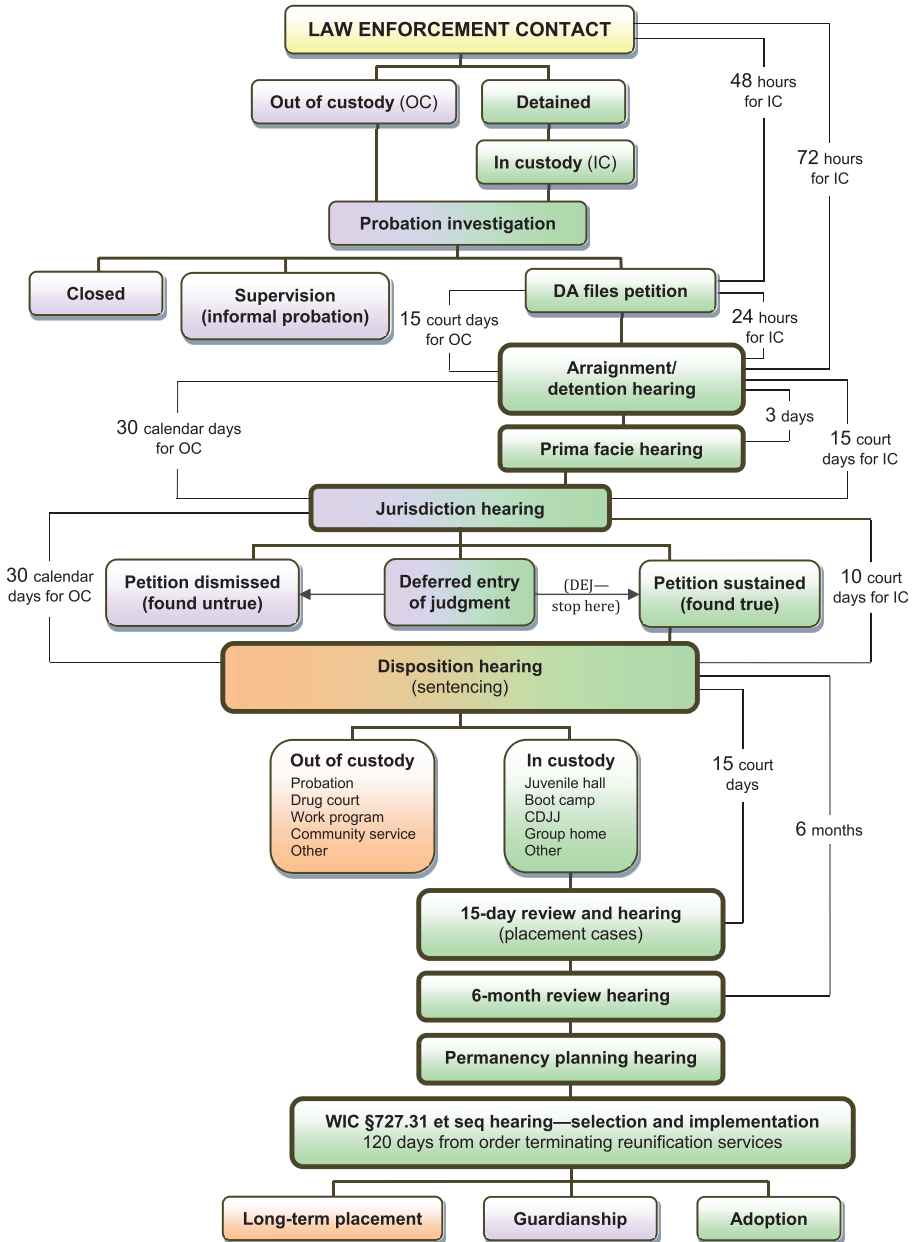 LAW ENFORCEMENT CONTACT
Out of custody (OC)
Detained
48 hours
for IC
In custody (IC)
72 hours
for IC
Probation investigation
Closed
Supervision
(informal probation)
DA files petition
15 court days
for OC
24 hours
for IC
Arraignment/
detention hearing
30 calendar days
for OC
3 days
15 court
days for IC
Prima facie hearing
Jurisdiction hearing
30 calendar
days for OC
Petition dismissed
(found untrue)
Deferred entry
of judgment
(DEJ—
stop here)
Petition sustained
(found true)
10 court
days for IC
Disposition hearing
(sentencing)
Out of custody
Probation
Drug court
Work program
Community service
Other
In custody
Juvenile hall
Boot camp
CDJJ
Group home
Other
15 court
days
6 months
15-day review and hearing
(placement cases)
6-month review hearing
Permanency planning hearing
WIC §727.31 et seq hearing—selection and implementation
120 days from order terminating reunification services
Long-term placement
Guardianship
Adoption